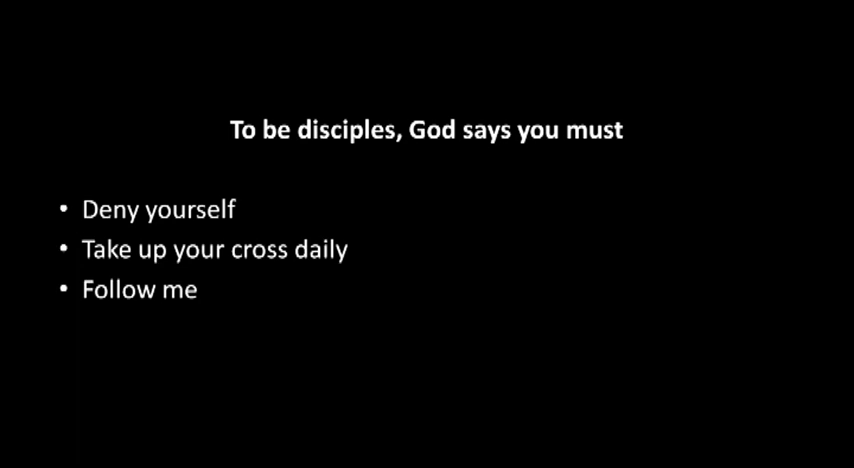 To be disciples, God says you must
• Deny yourself
• Take up your cross daily
• Follow me